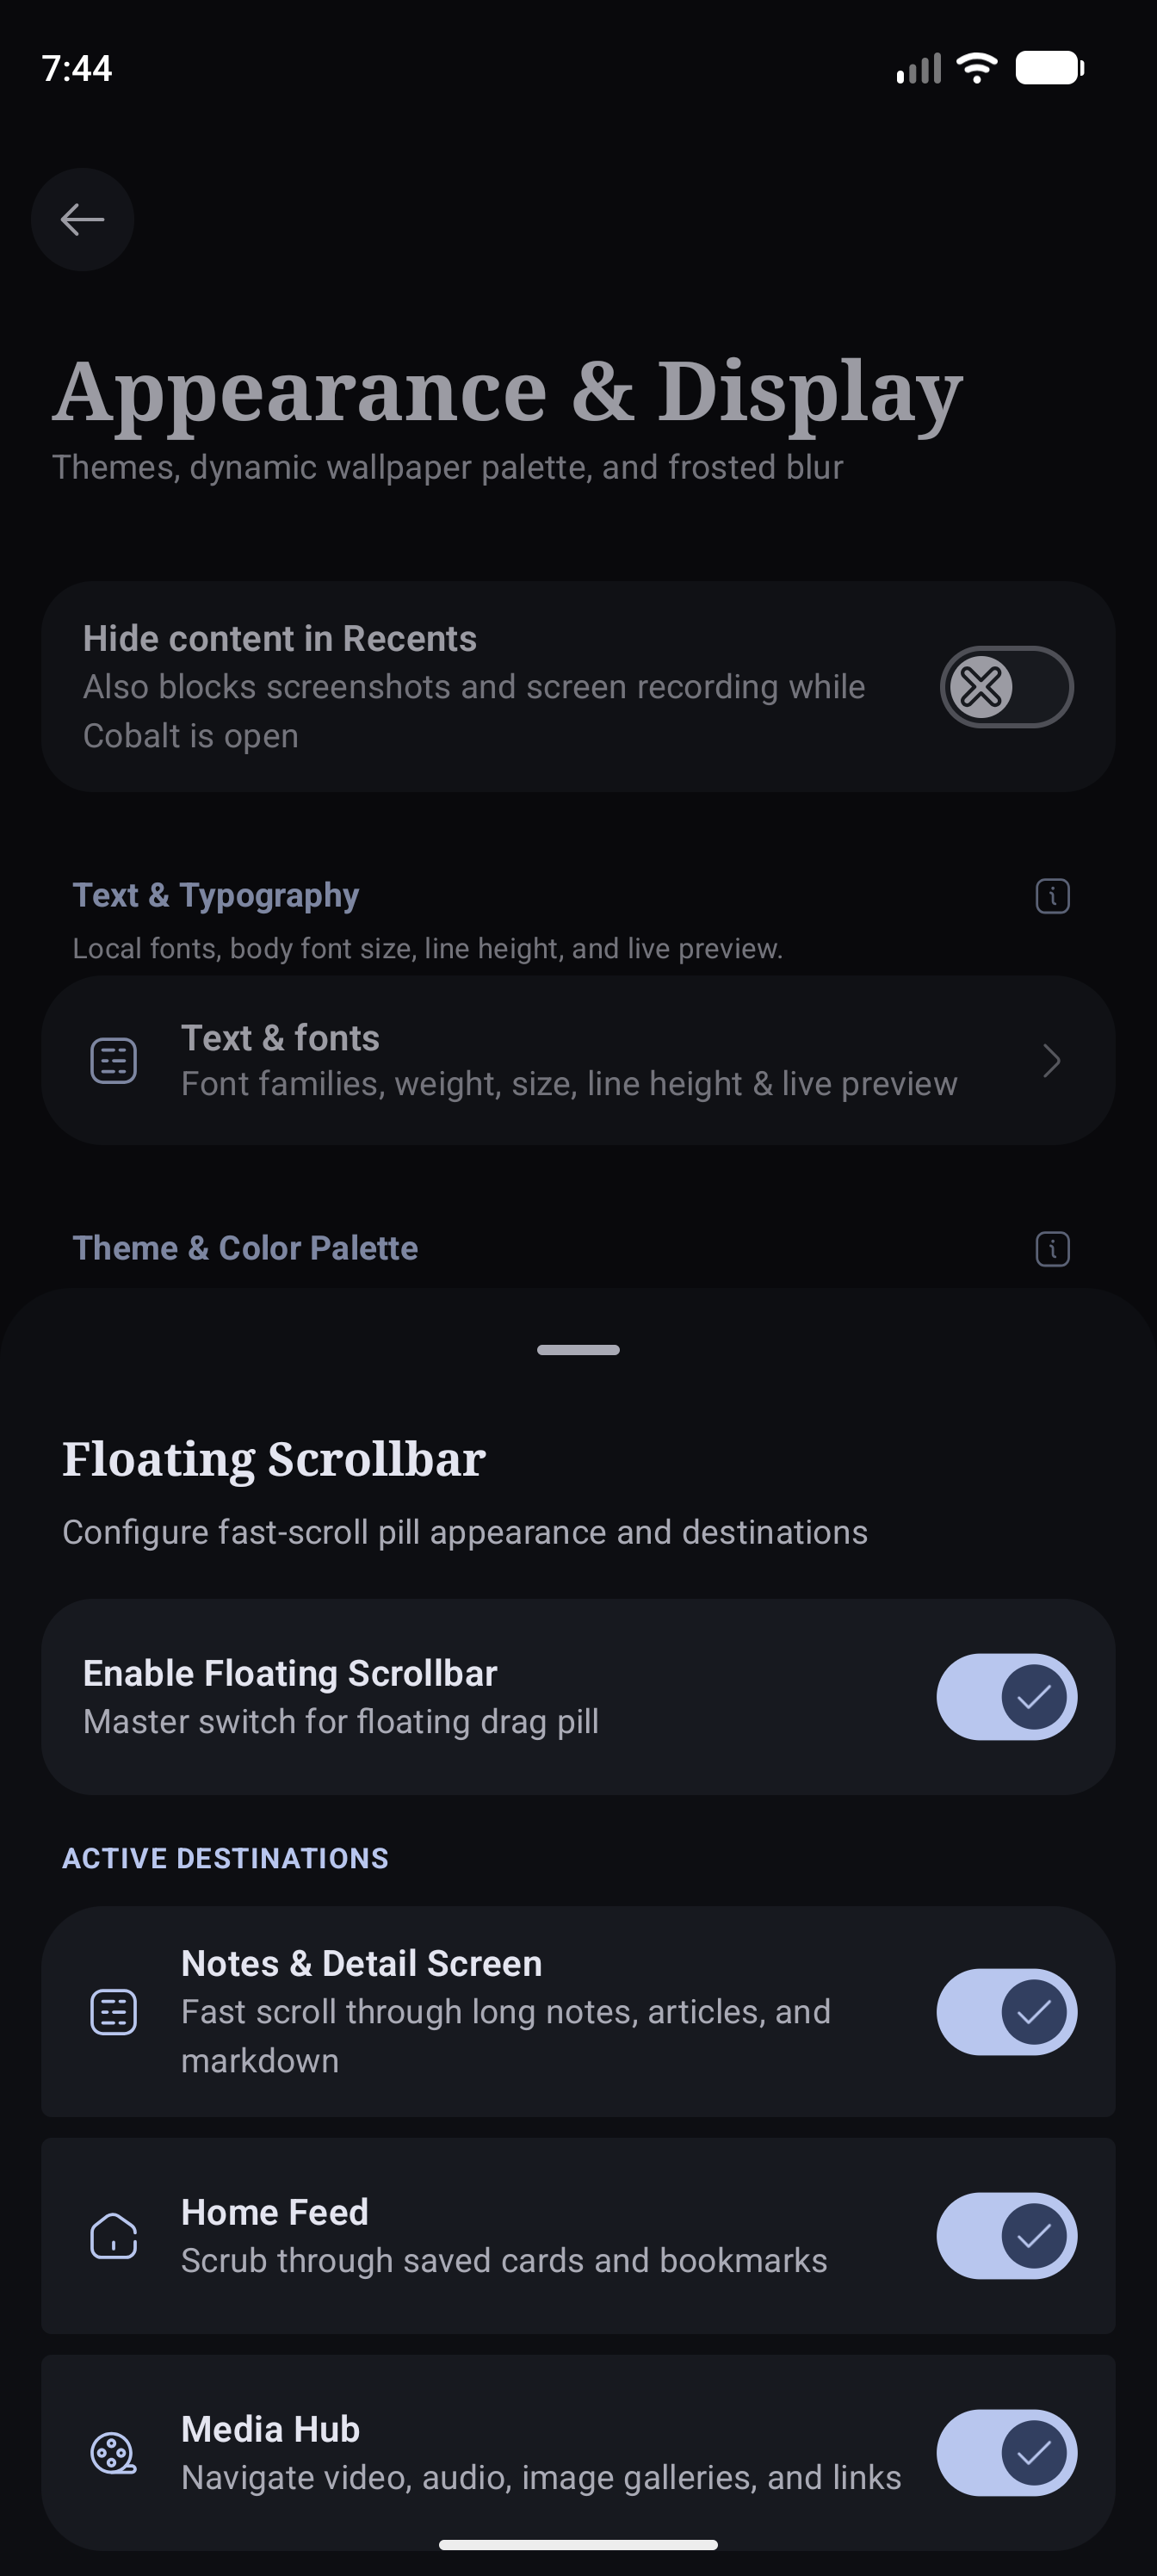 7:44
Appearance & Display
Themes, dynamic wallpaper palette, and frosted blur
Hide content in Recents
Also blocks screenshots and screen recording while
Cobalt is open
Text & Typography
Local fonts, body font size, line height, and live preview.
Text & fonts
Font families, weight, size, line height & live preview
Theme & Color Palette
Floating Scrollbar
Configure fast-scroll pill appearance and destinations
Enable Floating Scrollbar
Master switch for floating drag pill
ACTIVE DESTINATIONS
Notes & Detail Screen
Fast scroll through long notes, articles, and
markdown
Home Feed
Scrub through saved cards and bookmarks
Media Hub
Navigate video, audio, image galleries, and links